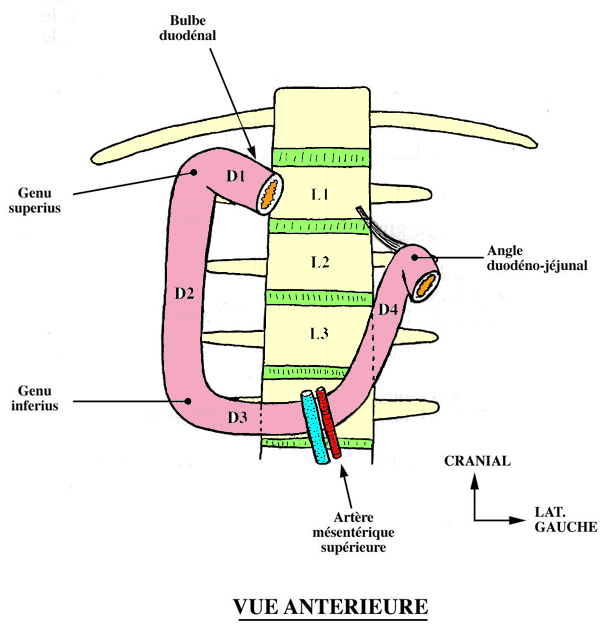 Bulbe
duodénal
D1
Genu
superius
L1
L2
Angle
duodéno-jéjunal
D2
D4
L3
Genu
inferius
D3
CRANIAL
LAT.
GAUCHE
Artère
mésentérique
supérieure
VUE ANTERIEURE